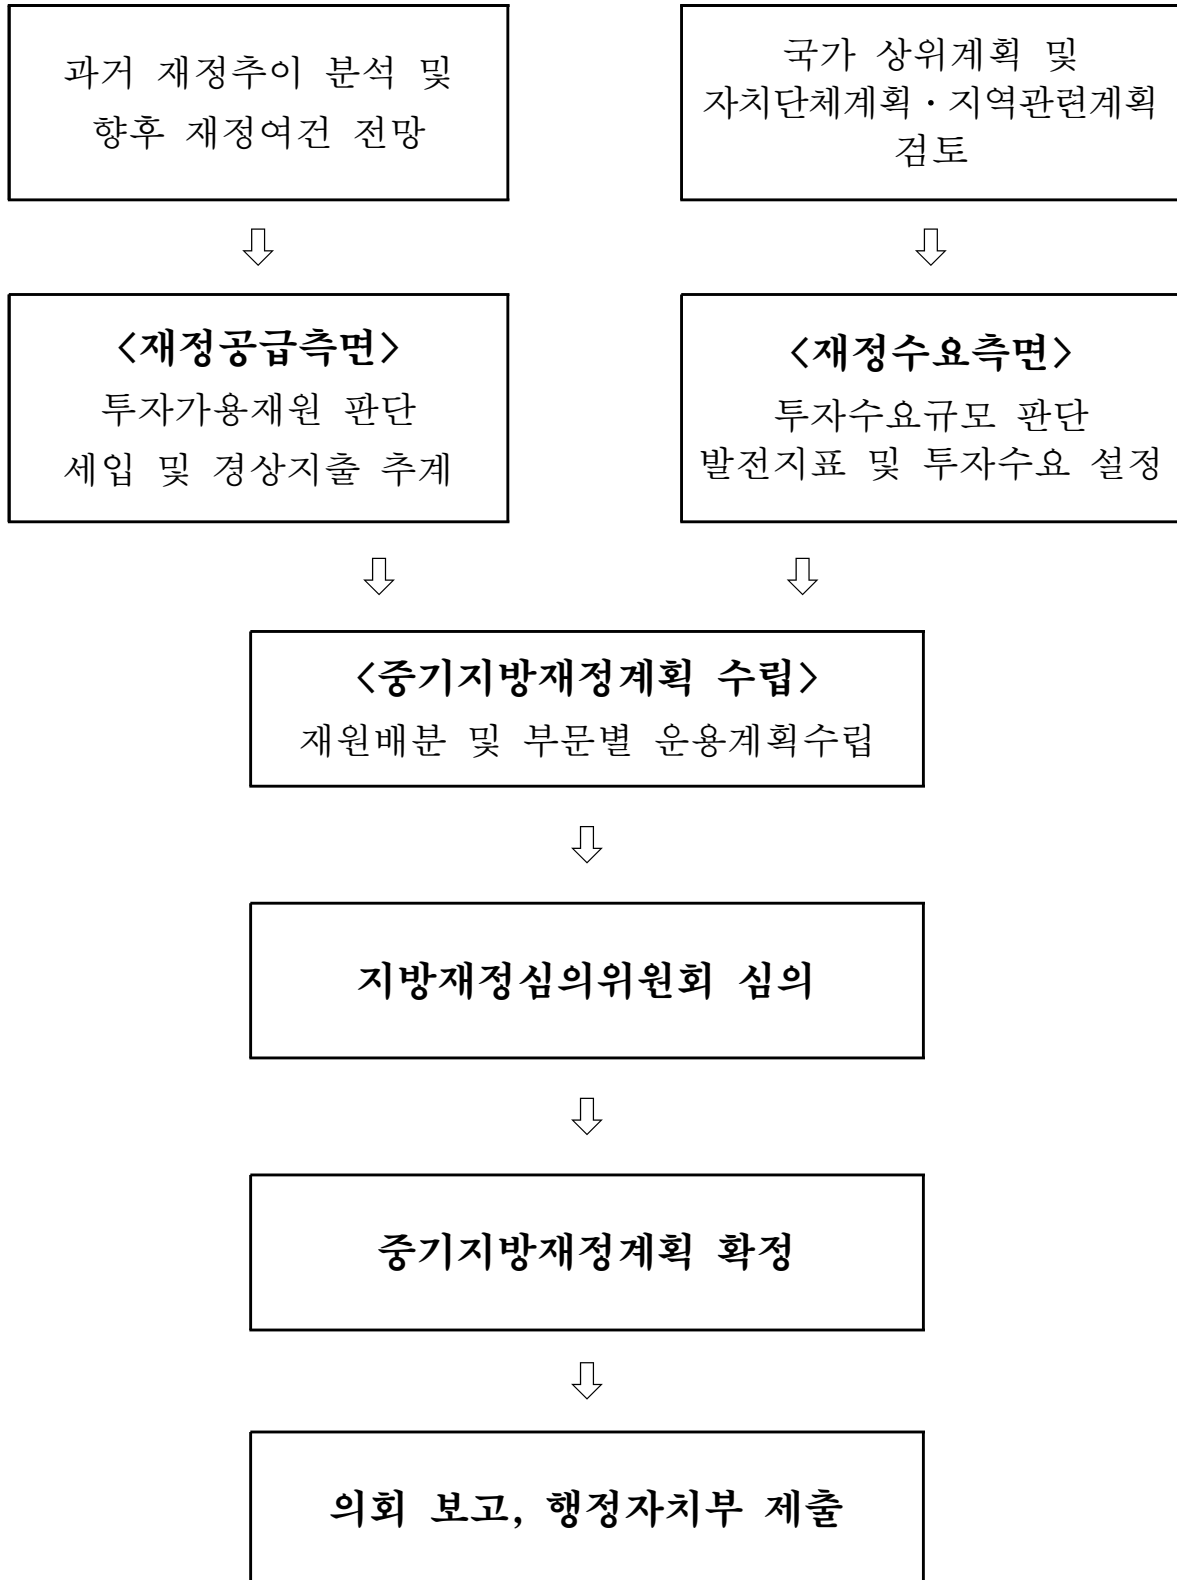 과거 재정추이 분석 및
향후 재정여건 전망
국가 상위계획 및
자치단체계획·지역관련계획
검토
<재정공급측면>
투자가용재원 판단
세입 및 경상지출 추계
<재정수요측면>
투자수요규모 판단
발전지표 및 투자수요 설정
<중기지방재정계획 수립>
재원배분 및 부문별 운용계획수립
지방재정심의위원회 심의
중기지방재정계획 확정
의회 보고, 행정자치부 제출